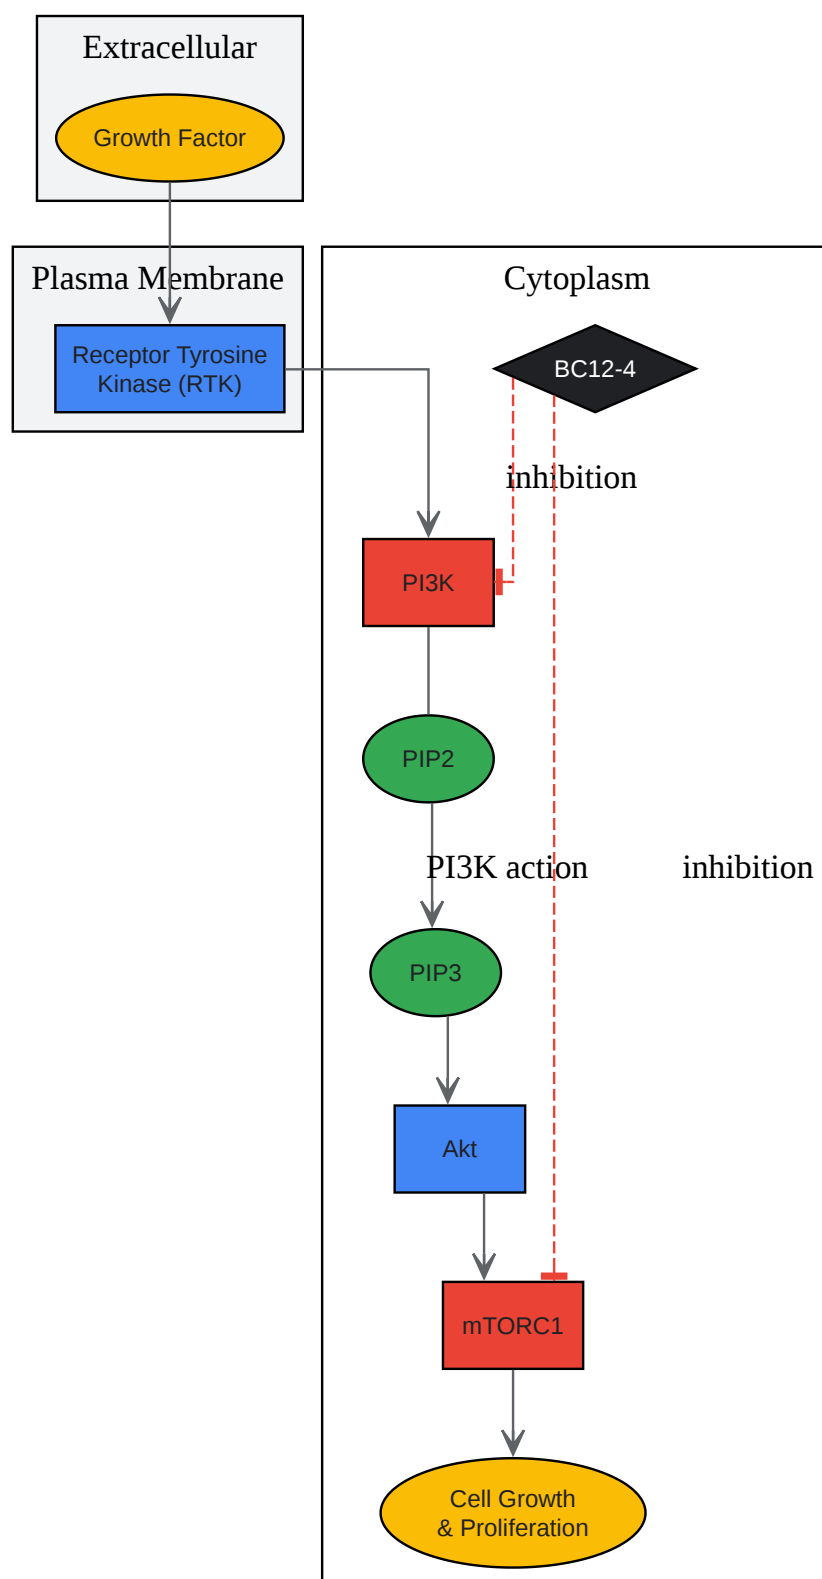 Extracellular
Growth Factor
Plasma Membrane
Cytoplasm
Receptor Tyrosine
Kinase (RTK)
BC12-4
inhibition
PI3K
PIP2
PI3K action
inhibition
PIP3
Akt
mTORC1
Cell Growth
& Proliferation